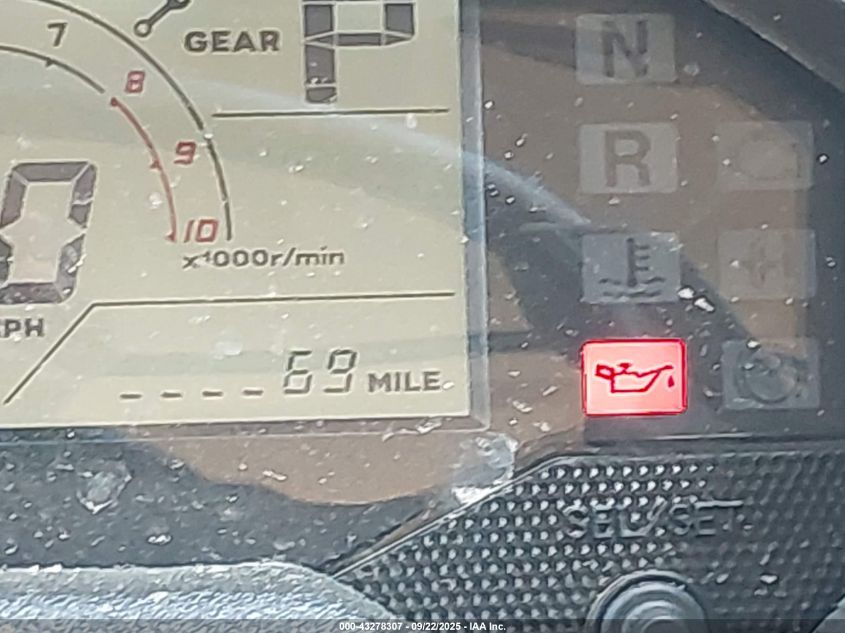 7
GEAR P
8
9
10
x1000r/min
0
PH
_ _ _ _ 69 MILE
N
R
SEL/SET
000-43278307 - 09/22/2025 - IAA Inc.